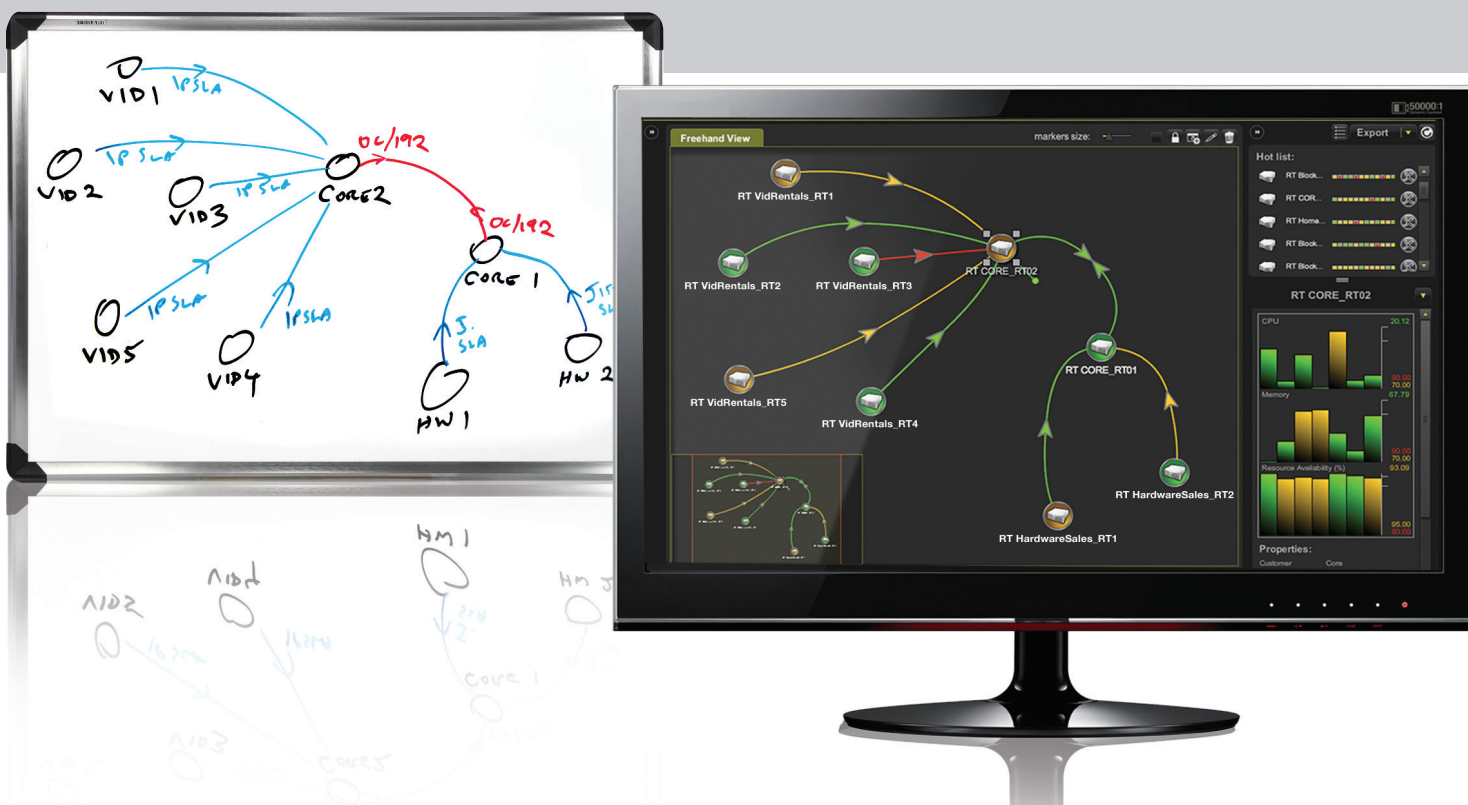 VID1
IPSLA
VID2
IPSLA
VID3
IPSLA
CORE2
OC/192
OC/192
CORE 1
VID5
IPSLA
VID4
IPSLA
J.
SLA
HW1
HW 2
50000:1
Freehand View
markers size:
Export
Hot list:
RT Block...
RT COR...
RT Home...
RT Block...
RT Block...
RT VidRentals_RT1
RT VidRentals_RT2
RT VidRentals_RT3
RT CORE_RT02
RT VidRentals_RT5
RT VidRentals_RT4
RT CORE_RT01
RT HardwareSales_RT2
RT HardwareSales_RT1
RT CORE_RT02
CPU
20.12
90.00
70.00
Memory
67.79
90.00
70.00
Resource Availability (%)
93.09
95.00
80.00
Properties:
Customer Core